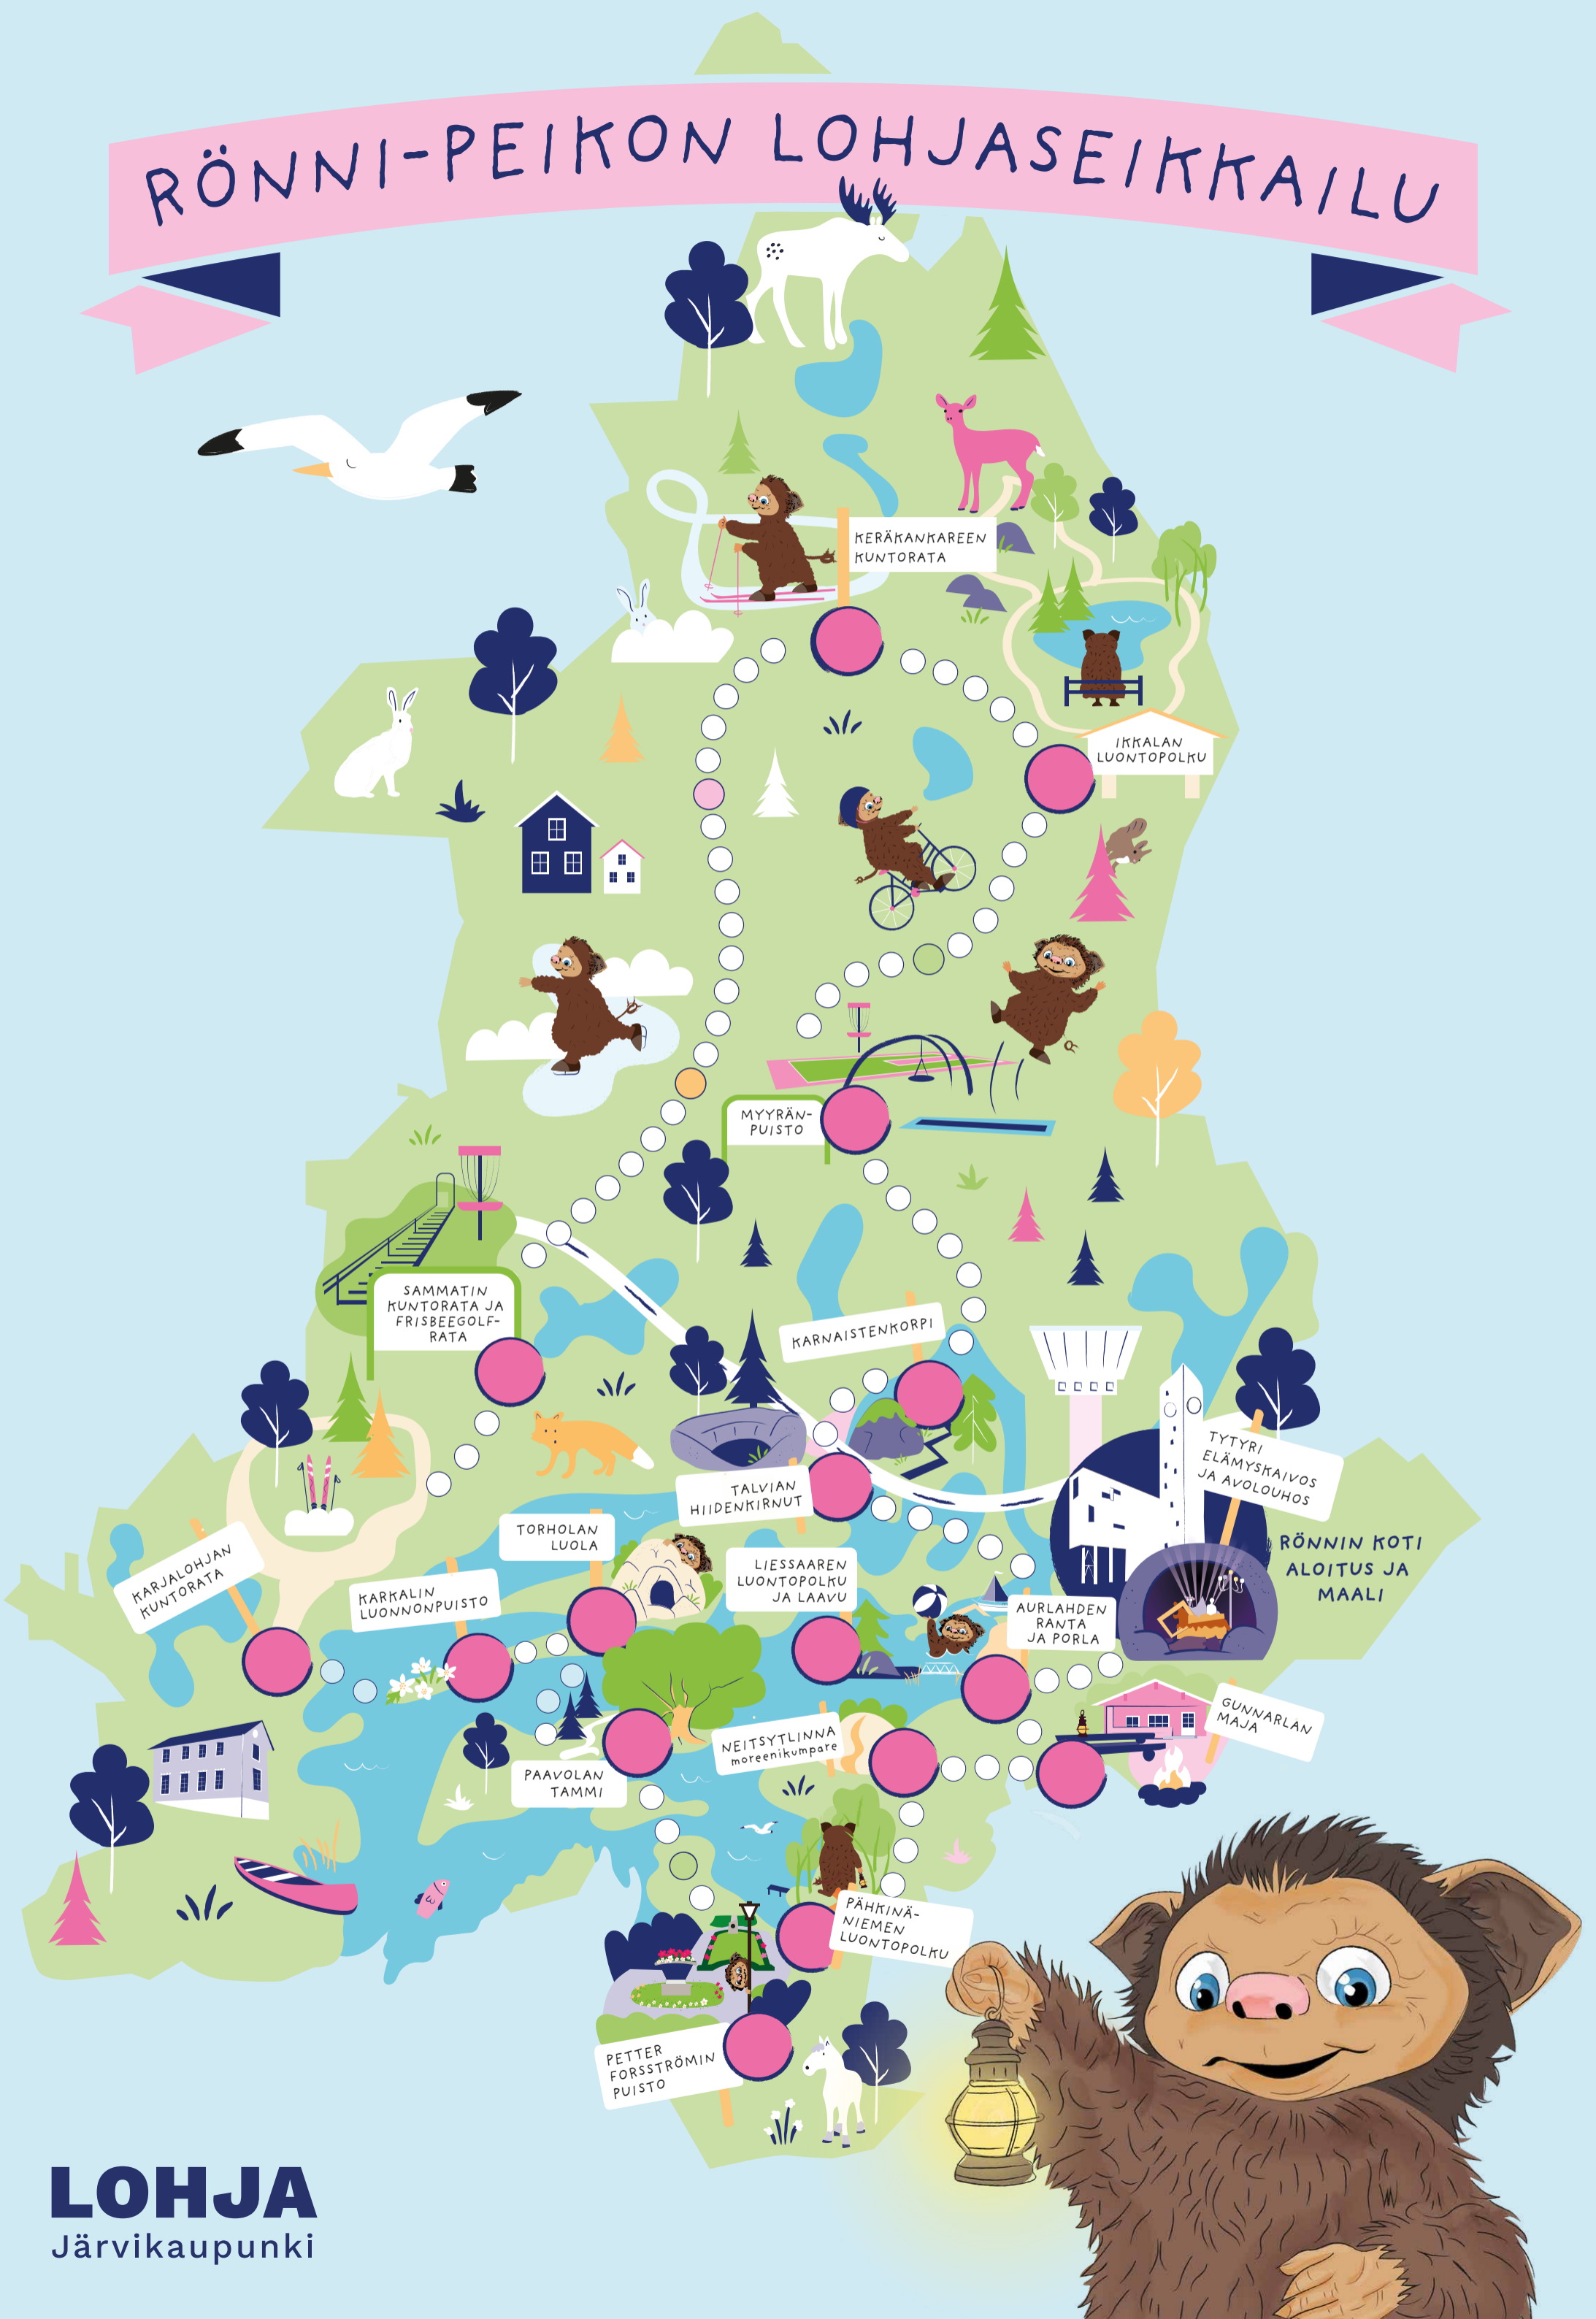 RÖNNI-PEIKON LOHJASEIKKAILU
KERÄKANKAREEN
KUNTORATA
IKKALAN
LUONTOPOLKU
MYYRÄN-
PUISTO
SAMMATIN
KUNTORATA JA
FRISBEEGOLF-
RATA
KARNAISTENKORPI
TYTYRI
ELÄMYSKAIVOS
JA AVOLOUHOS
TALVIAN
HIIDENKIRNUT
RÖNNIN KOTI
ALOITUS JA
MAALI
TORHOLAN
LUOLA
KARJALOHJAN
KUNTORATA
KARKALIN
LUONNONPUISTO
LIESSAAREN
LUONTOPOLKU
JA LAAVU
AURLAHDEN
RANTA
JA PORLA
GUNNARLAN
MAJA
NEITSYTLINNA
moreenikumpare
PAAVOLAN
TAMMI
PÄHKINÄ-
NIEMEN
LUONTOPOLKU
PETTER
FORSSTRÖMIN
PUISTO
LOHJA
Järvikaupunki